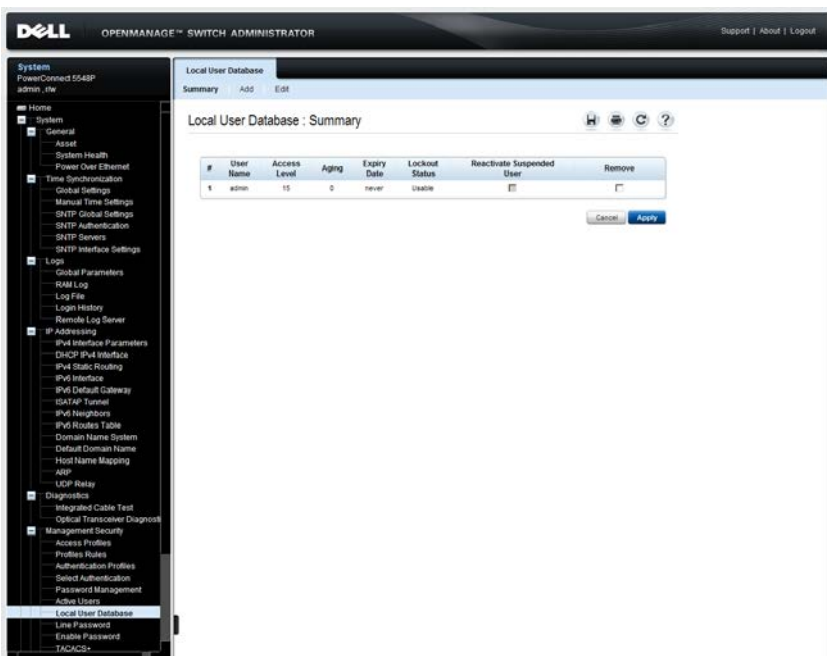 DELL
OPENMANAGE™ SWITCH ADMINISTRATOR
Support | About | Logout
System
PowerConnect 5548P
admin , r/w
Home
System
General
Asset
System Health
Power Over Ethernet
Time Synchronization
Global Settings
Manual Time Settings
SNTP Global Settings
SNTP Authentication
SNTP Servers
SNTP Interface Settings
Logs
Global Parameters
RAM Log
Log File
Login History
Remote Log Server
IP Addressing
IPv4 Interface Parameters
DHCP IPv4 Interface
IPv4 Static Routing
IPv6 Interface
IPv6 Default Gateway
ISATAP Tunnel
IPv6 Neighbors
IPv6 Routes Table
Domain Name System
Default Domain Name
Host Name Mapping
ARP
UDP Relay
Diagnostics
Integrated Cable Test
Optical Transceiver Diagnosti
Management Security
Access Profiles
Profiles Rules
Authentication Profiles
Select Authentication
Password Management
Active Users
Local User Database
Line Password
Enable Password
TACACS+
Local User Database
Summary Add Edit
Local User Database : Summary
# User Name Access Level Aging Expiry Date Lockout Status Reactivate Suspended User Remove
1 admin 15 0 never Usable
Cancel Apply